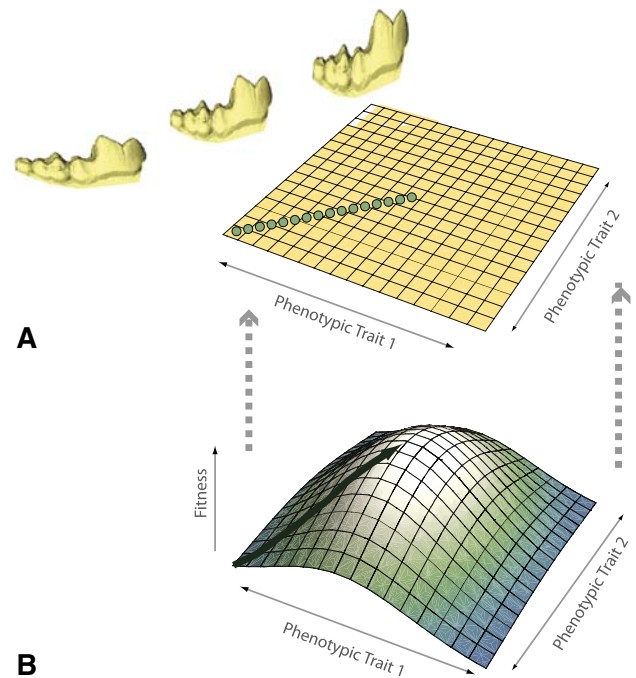 Phenotypic Trait 2
Phenotypic Trait 1
A
Fitness
Phenotypic Trait 2
Phenotypic Trait 1
B